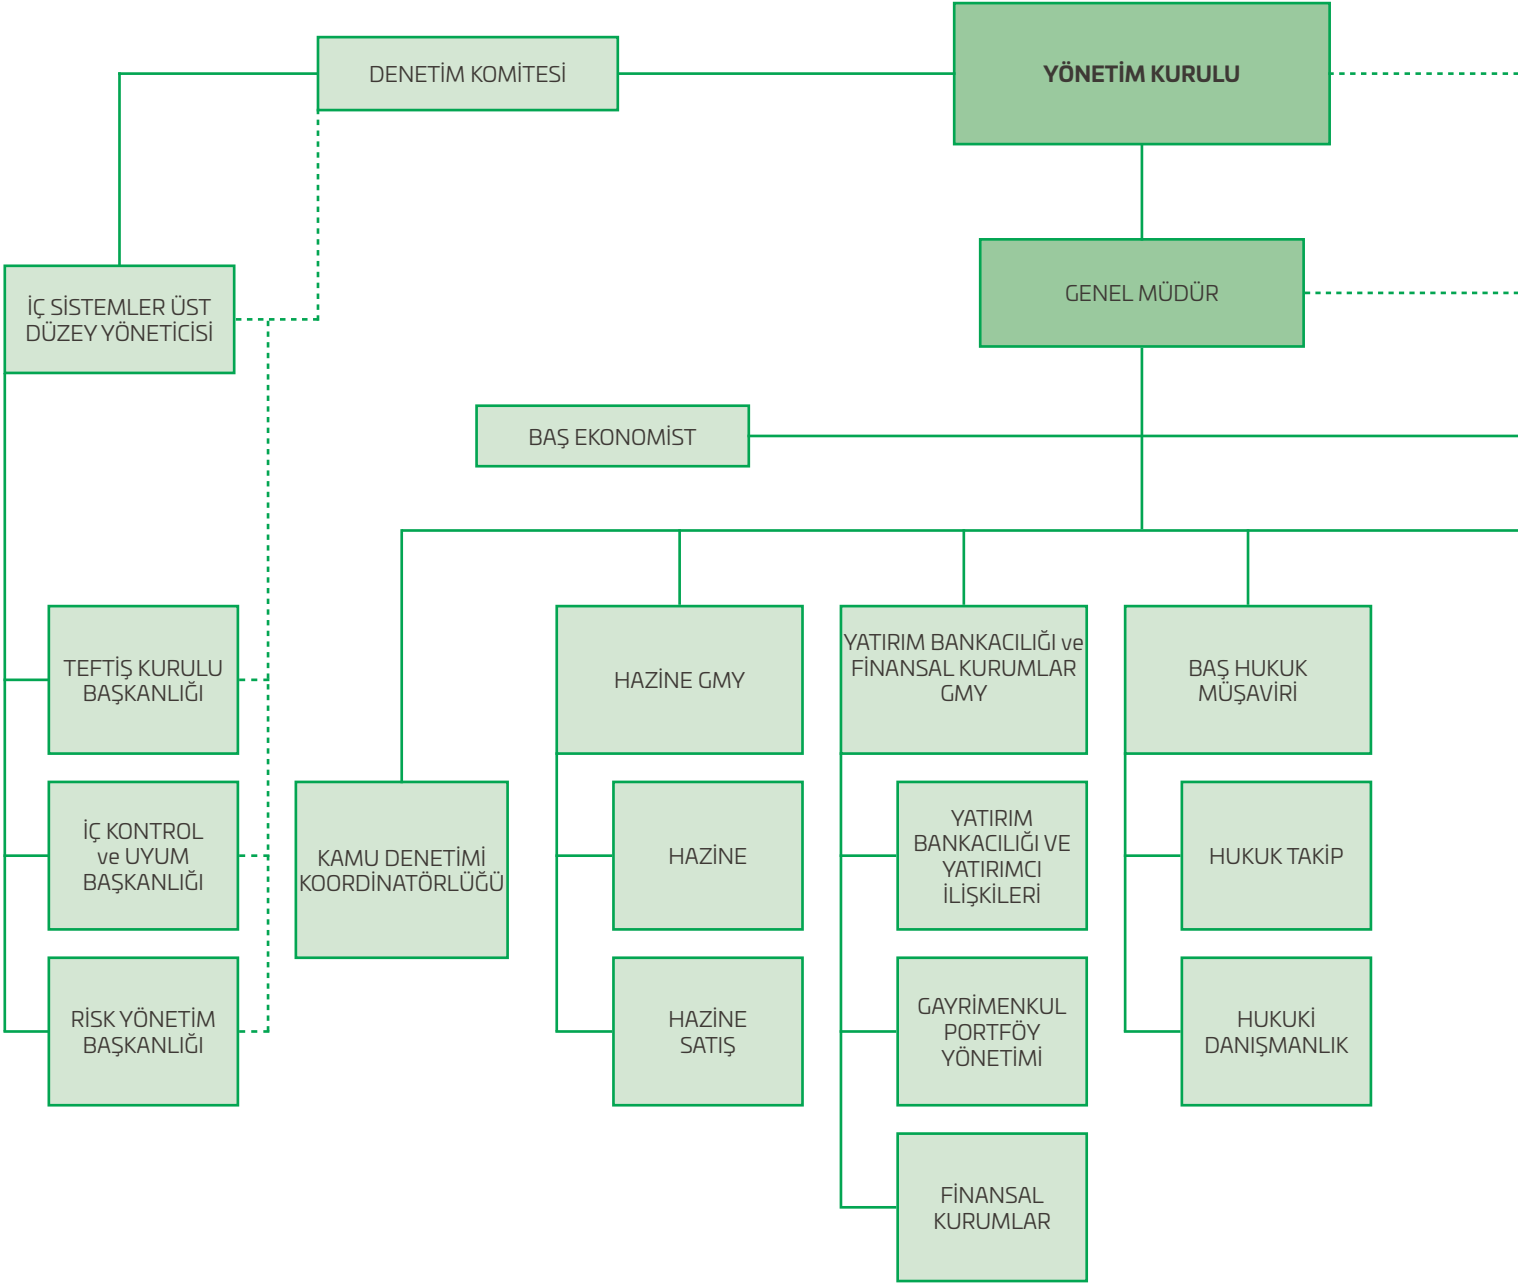 DENETİM KOMİTESİ
YÖNETİM KURULU
İÇ SİSTEMLER ÜST
DÜZEY YÖNETİCİSİ
GENEL MÜDÜR
BAŞ EKONOMİST
TEFTİŞ KURULU
BAŞKANLIĞI
İÇ KONTROL
ve UYUM
BAŞKANLIĞI
RİSK YÖNETİM
BAŞKANLIĞI
KAMU DENETİMİ
KOORDİNATÖRLÜĞÜ
HAZİNE GMY
HAZİNE
HAZİNE
SATIŞ
YATIRIM BANKACILIĞI ve
FİNANSAL KURUMLAR
GMY
YATIRIM
BANKACILIĞI VE
YATIRIMCI
İLİŞKİLERİ
GAYRİMENKUL
PORTFÖY
YÖNETİMİ
FİNANSAL
KURUMLAR
BAŞ HUKUK
MÜŞAVİRİ
HUKUK TAKİP
HUKUKİ
DANIŞMANLIK